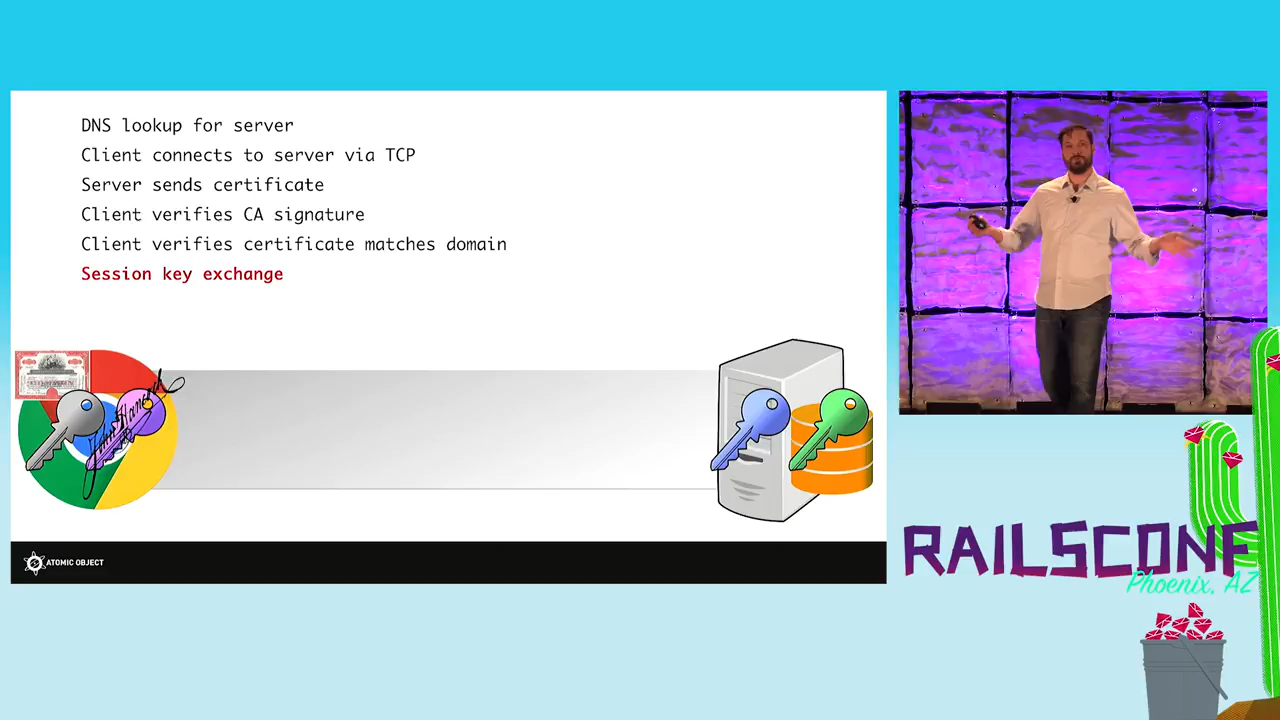 DNS lookup for server
Client connects to server via TCP
Server sends certificate
Client verifies CA signature
Client verifies certificate matches domain
Session key exchange
ATOMIC OBJECT
RAILSCONF
Phoenix, AZ